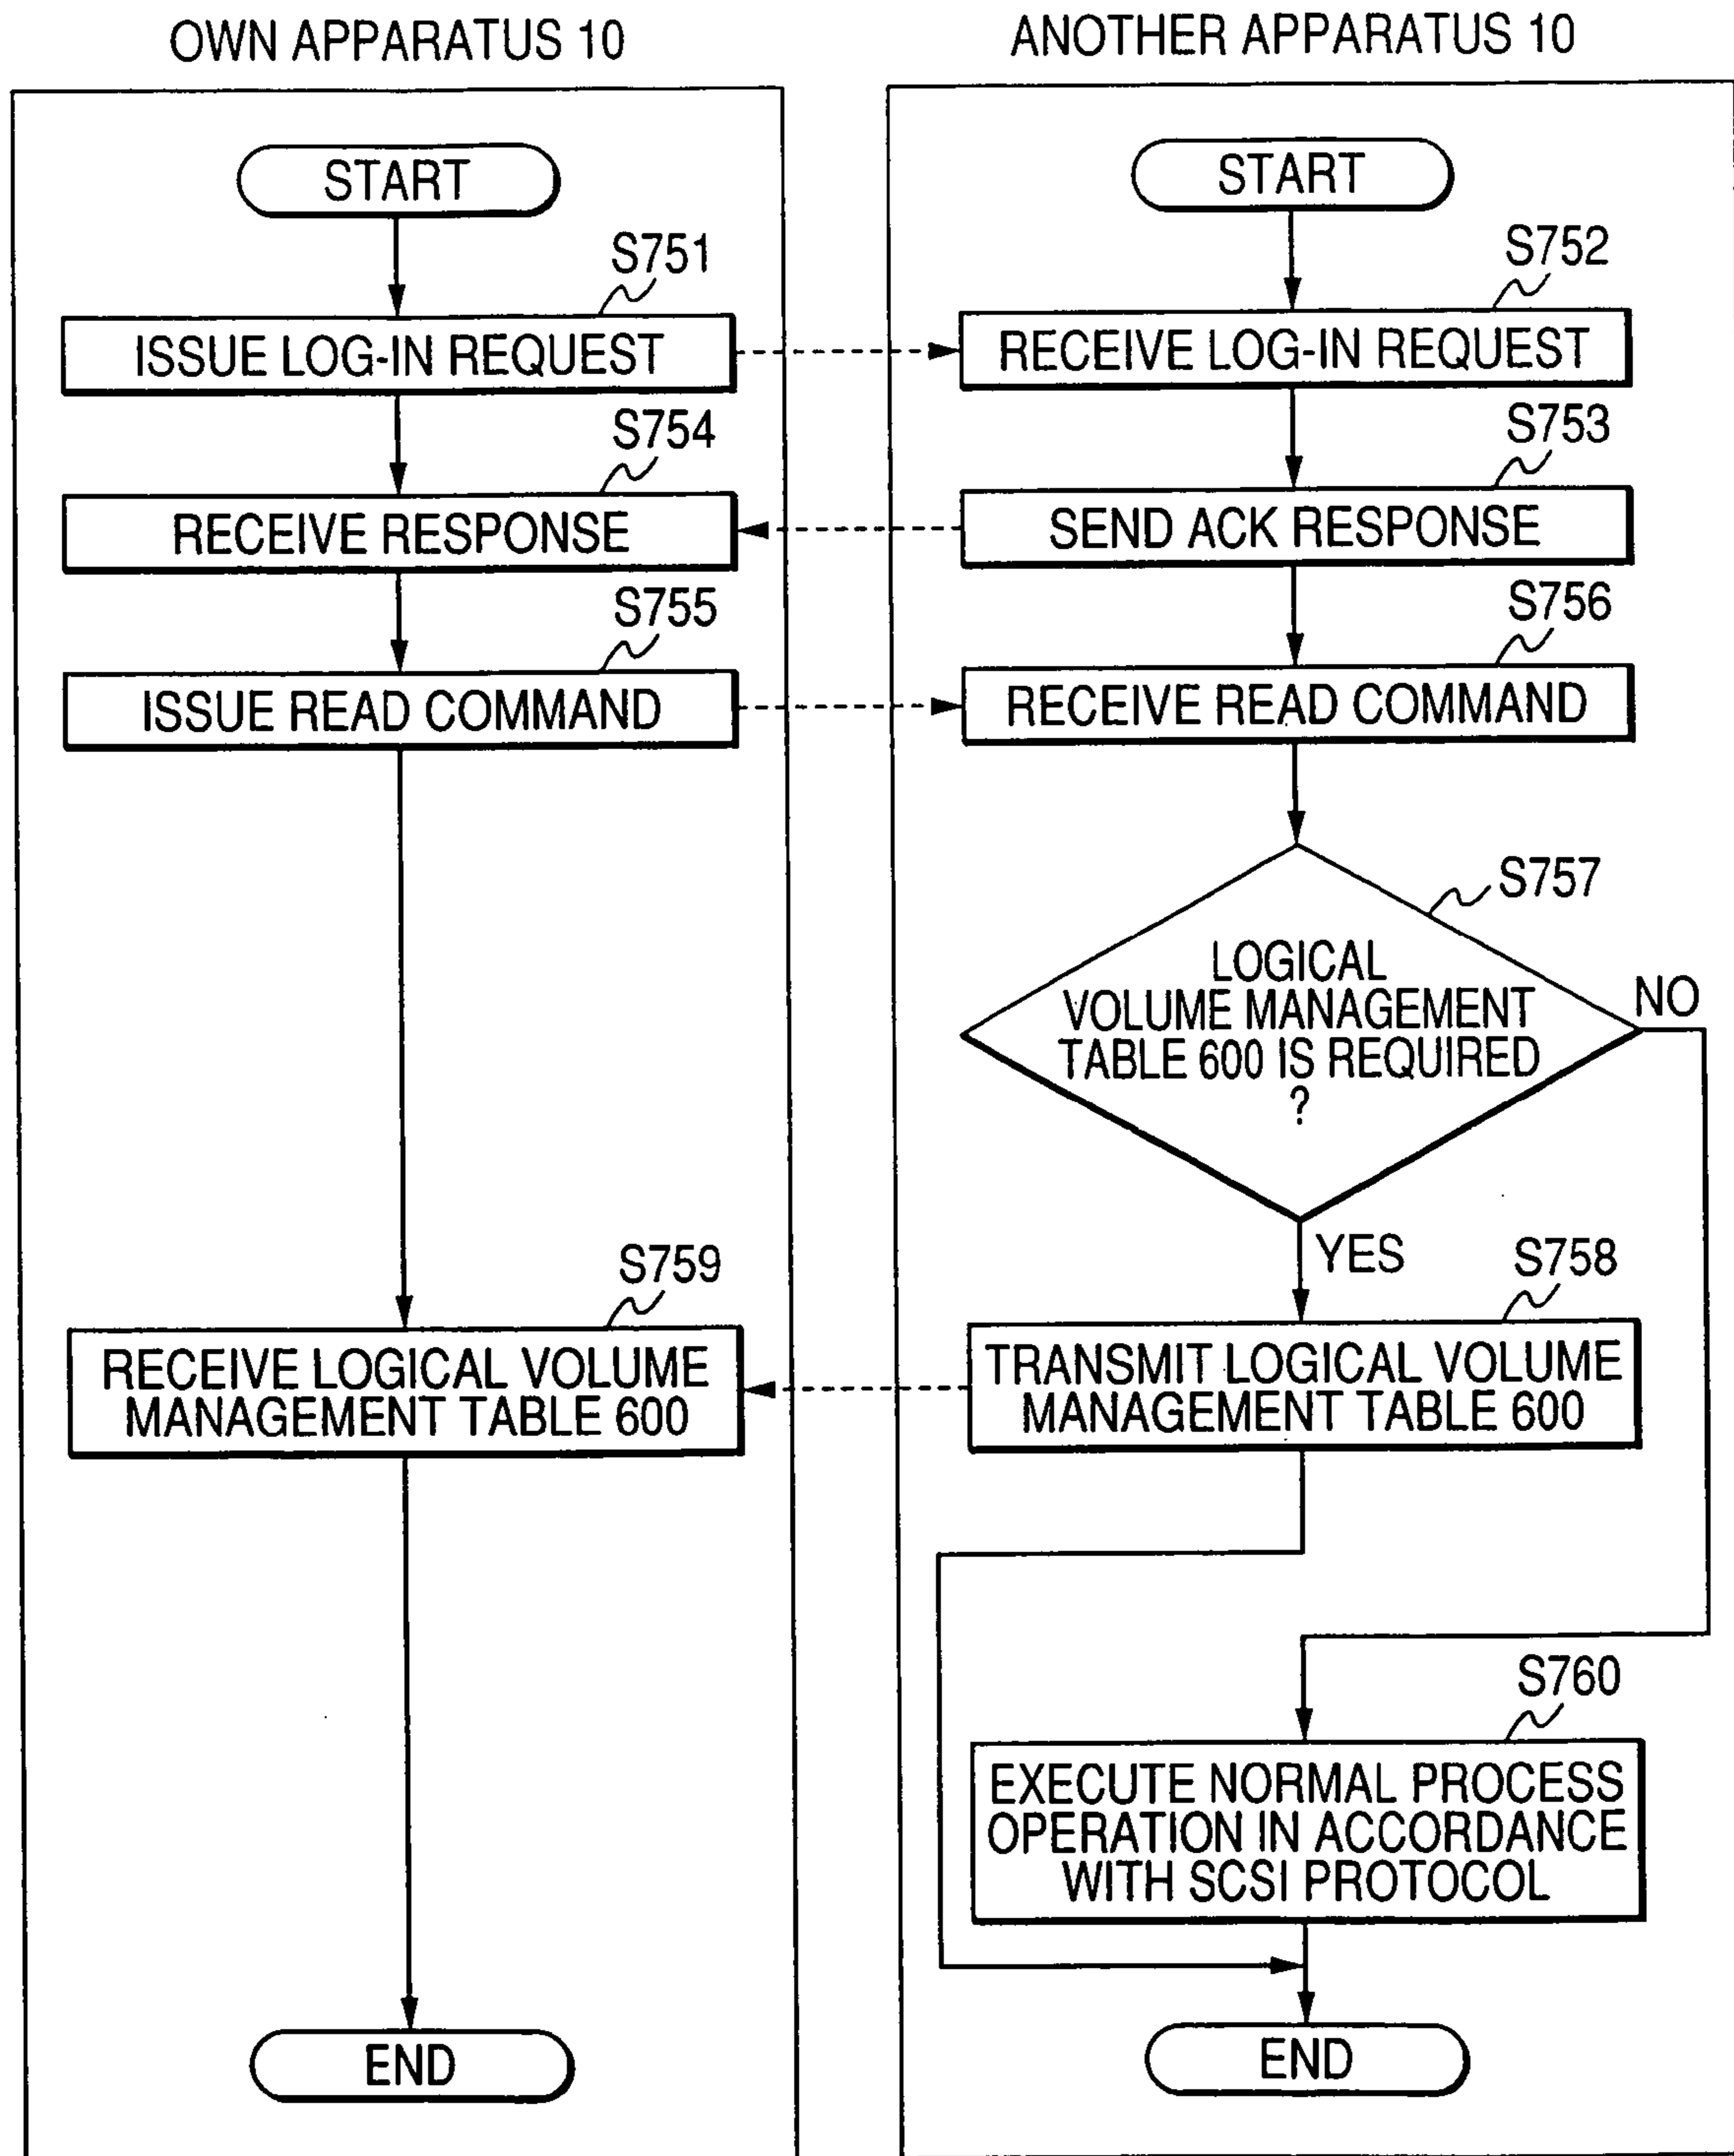 OWN APPARATUS 10
START
S751
ISSUE LOG-IN REQUEST
S754
RECEIVE RESPONSE
S755
ISSUE READ COMMAND
S759
RECEIVE LOGICAL VOLUME
MANAGEMENT TABLE 600
END
ANOTHER APPARATUS 10
START
S752
RECEIVE LOG-IN REQUEST
S753
SEND ACK RESPONSE
S756
RECEIVE READ COMMAND
S757
LOGICAL
VOLUME MANAGEMENT
TABLE 600 IS REQUIRED
?
NO
YES
S758
TRANSMIT LOGICAL VOLUME
MANAGEMENT TABLE 600
S760
EXECUTE NORMAL PROCESS
OPERATION IN ACCORDANCE
WITH SCSI PROTOCOL
END